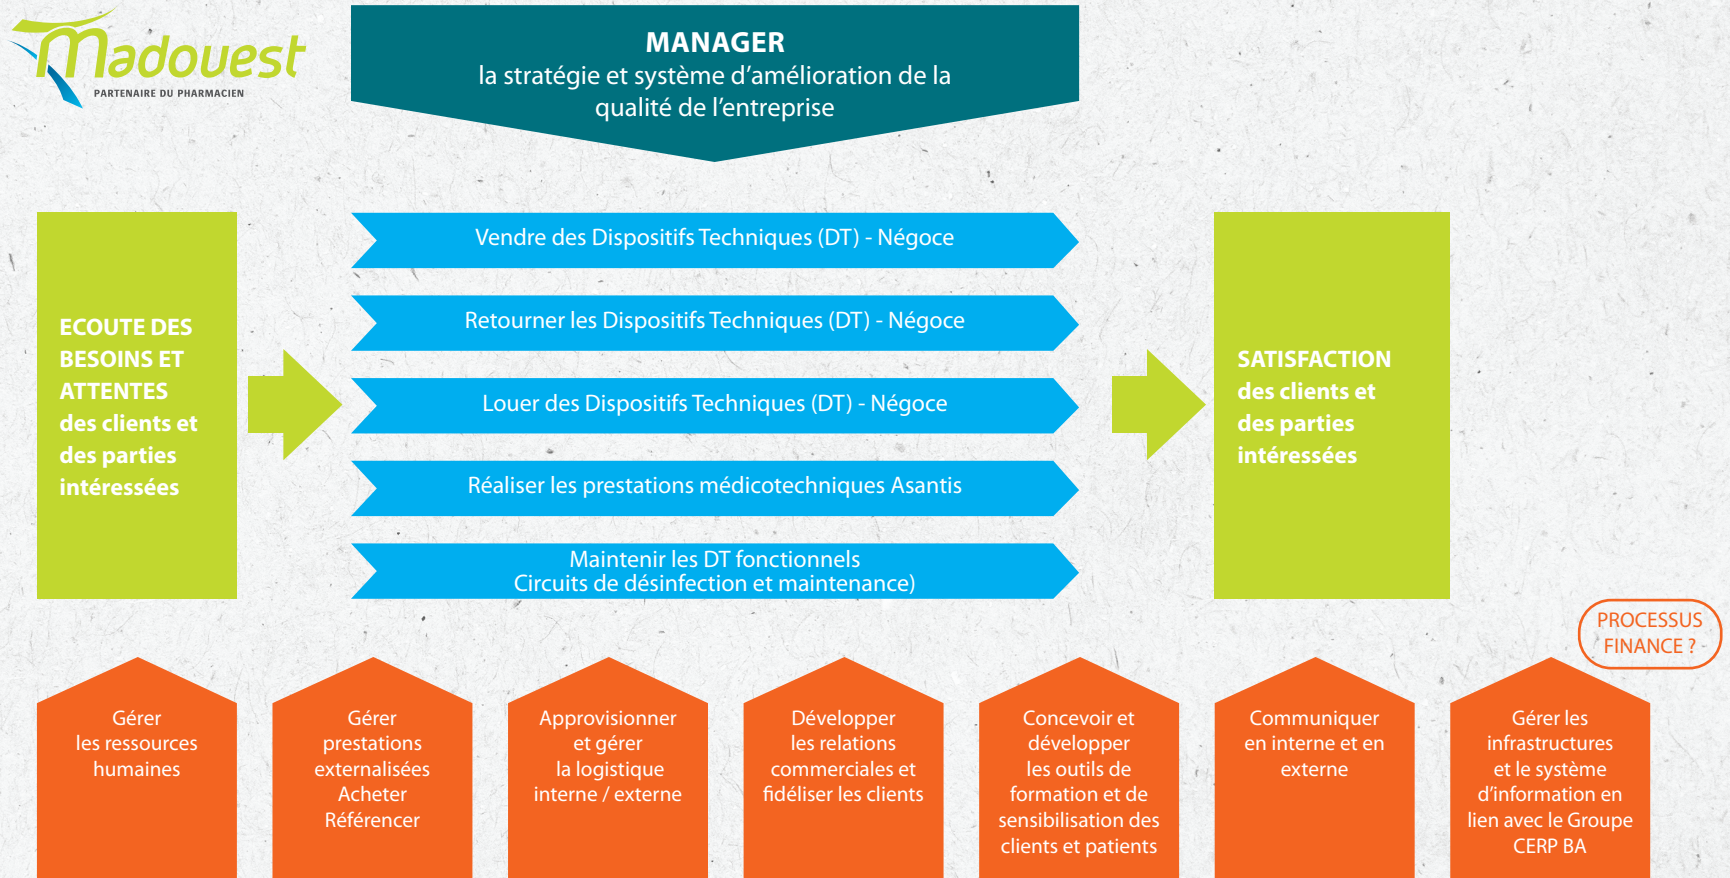 Madouest
PARTENAIRE DU PHARMACIEN
MANAGER
la stratégie et système d’amélioration de la
qualité de l’entreprise
ECOUTE DES
BESOINS ET
ATTENTES
des clients et
des parties
intéressées
Vendre des Dispositifs Techniques (DT) - Négoce
Retourner les Dispositifs Techniques (DT) - Négoce
Louer des Dispositifs Techniques (DT) - Négoce
Réaliser les prestations médicotechniques Asantis
Maintenir les DT fonctionnels
Circuits de désinfection et maintenance)
SATISFACTION
des clients et
des parties
intéressées
PROCESSUS
FINANCE ?
Gérer
les ressources
humaines
Gérer
prestations
externalisées
Acheter
Référencer
Approvisionner
et gérer
la logistique
interne / externe
Développer
les relations
commerciales et
fidéliser les clients
Concevoir et
développer
les outils de
formation et de
sensibilisation des
clients et patients
Communiquer
en interne et en
externe
Gérer les
infrastructures
et le système
d’information en
lien avec le Groupe
CERP BA